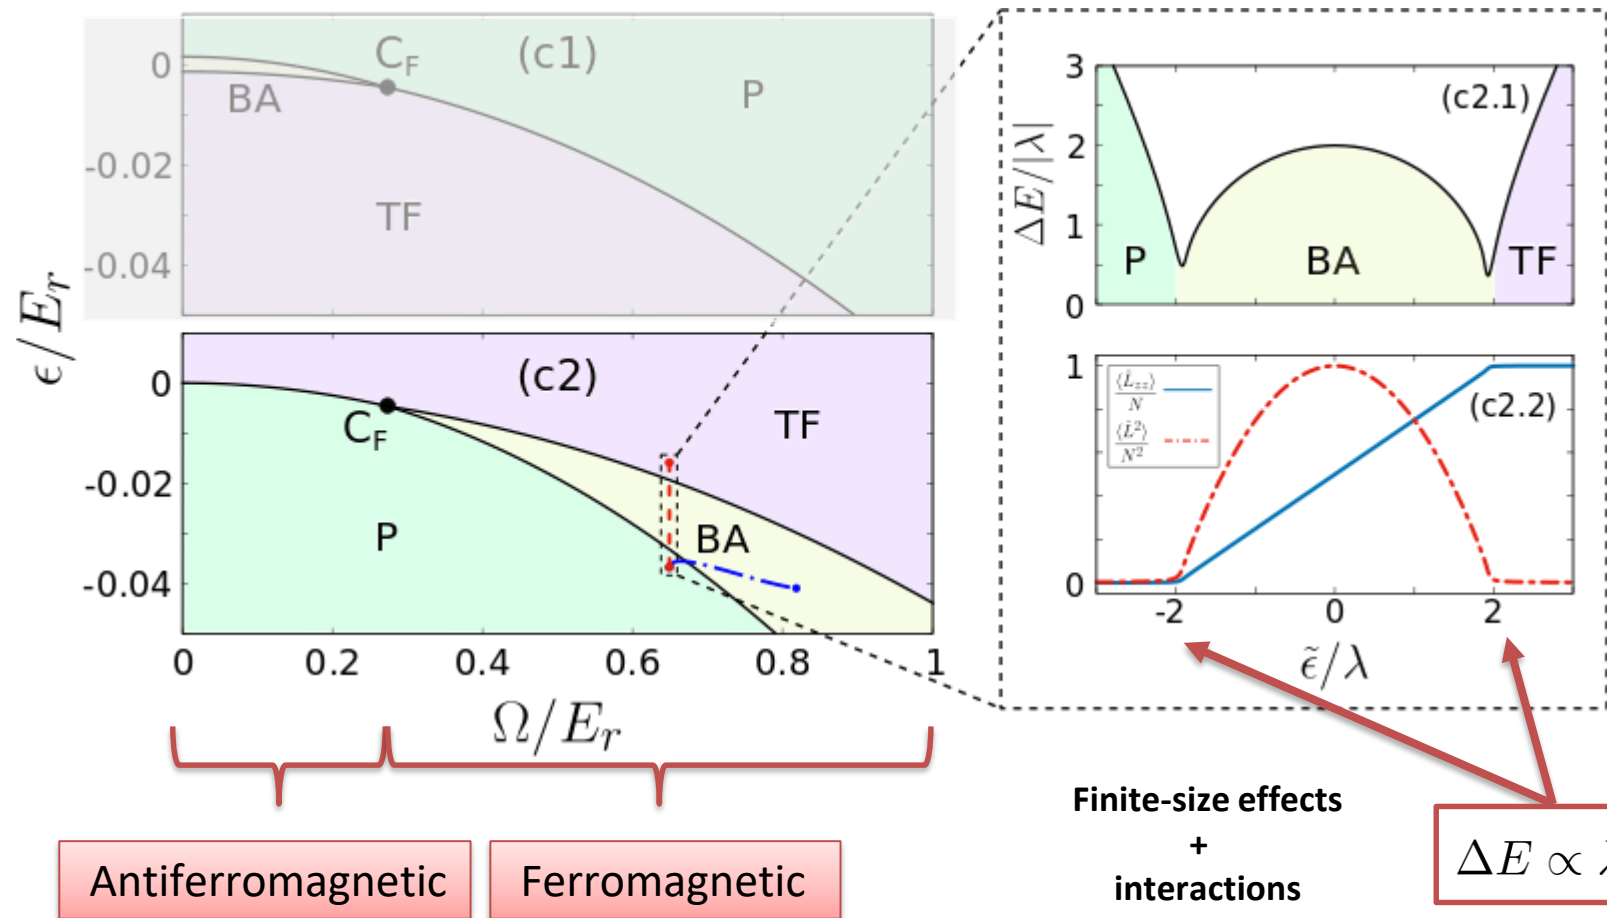 (c1)
C_F
P
BA
TF
0
-0.02
-0.04
ϵ/E_r
(c2)
C_F
TF
P
BA
0
-0.02
-0.04
0 0.2 0.4 0.6 0.8 1
Ω/E_r
Antiferromagnetic
Ferromagnetic
(c2.1)
ΔE/|λ|
3
2
1
0
P BA TF
1
0
⟨L̂_zz⟩/N
⟨L̂²⟩/N²
(c2.2)
-2 0 2
ϵ̃/λ
Finite-size effects
+
interactions
ΔE ∝